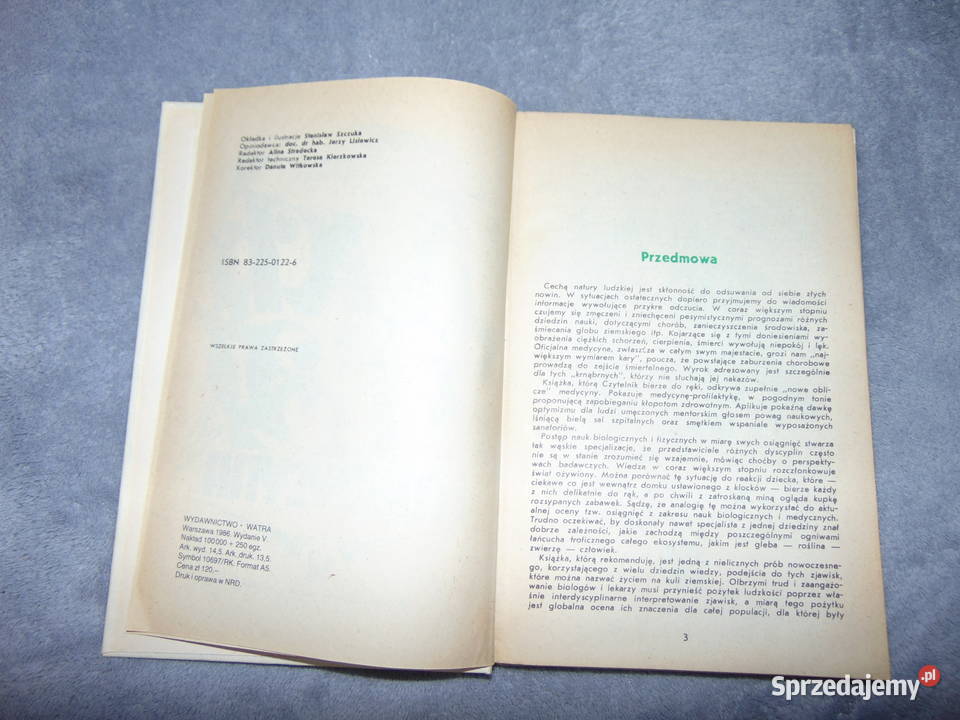 Okładka i ilustracje Stanisław Szczuka
Opiniodawca: doc. dr hab. Jerzy Lisiewicz
Redaktor Alina Stradecka
Redaktor techniczny Teresa Kierzkowska
Korektor Danuta Witkowska
ISBN 83-225-0122-6
WSZELKIE PRAWA ZASTRZEŻONE
WYDAWNICTWO • WATRA
Warszawa 1986. Wydanie V
Nakład 100 000 + 250 egz.
Ark. wyd. 14,5. Ark. druk. 13,5.
Symbol 10697/RK. Format A5.
Cena zł 120,—
Druk i oprawa w NRD.
Przedmowa
Cechą natury ludzkiej jest skłonność do odsuwania od siebie złych
nowin. W sytuacjach ostatecznych dopiero przyjmujemy do wiadomości
informacje wywołujące przykre odczucia. W coraz większym stopniu
czujemy się zmęczeni i zniechęceni pesymistycznymi prognozami różnych
dziedzin nauki, dotyczącymi chorób, zanieczyszczenia środowiska, za-
śmiecania globu ziemskiego itp. Kojarzące się z tymi doniesieniami wy-
obrażenia ciężkich schorzeń, cierpienia, śmierci wywołują niepokój i lęk.
Oficjalna medycyna, zwłaszcza w całym swym majestacie, grozi nam „naj-
większym wymiarem kary”, poucza, że powstające zaburzenia chorobowe
prowadzą do zejścia śmiertelnego. Wyrok adresowany jest szczególnie
dla tych „krnąbrnych”, którzy nie słuchają jej nakazów.
Książka, którą Czytelnik bierze do ręki, odkrywa zupełnie „nowe obli-
cze” medycyny. Pokazuje medycynę-profilaktykę, w pogodnym tonie
proponującą zapobieganie kłopotom zdrowotnym. Aplikuje pokaźną dawkę
optymizmu dla ludzi umęczonych mentorskim głosem powag naukowych,
lśniącą bielą sal szpitalnych oraz smętkiem wspaniale wyposażonych
sanatoriów.
Postęp nauk biologicznych i fizycznych w miarę swych osiągnięć stwarza
tak wąskie specjalizacje, że przedstawiciele różnych dyscyplin często
nie są w stanie zrozumieć się wzajemnie, mówiąc choćby o perspekty-
wach badawczych. Wiedza w coraz większym stopniu rozczłonkowuje
świat ożywiony. Można porównać tę sytuację do reakcji dziecka, które —
ciekawe co jest wewnątrz domku ustawionego z klocków — bierze każdy
z nich delikatnie do rąk, a po chwili z zatroskaną miną ogląda kupkę
rozsypanych zabawek. Sądzę, że analogię tę można wykorzystać do aktu-
alnej oceny tzw. osiągnięć z zakresu nauk biologicznych i medycznych.
Trudno oczekiwać, by doskonały nawet specjalista z jednej dziedziny znał
dobrze zależności, jakie zachodzą między poszczególnymi ogniwami
łańcucha troficznego całego ekosystemu, jakim jest gleba — roślina —
zwierzę — człowiek.
Książka, którą rekomenduję, jest jedną z nielicznych prób nowoczesne-
go, korzystającego z wielu dziedzin wiedzy, podejścia do tych zjawisk,
które można nazwać życiem na kuli ziemskiej. Olbrzymi trud i zaangażo-
wanie biologów i lekarzy musi przynieść pożytek ludzkości poprzez wła-
śnie interdyscyplinarne interpretowanie zjawisk, a miarą tego pożytku
jest globalna ocena ich znaczenia dla całej populacji, dla której były
3
Sprzedajemy.pl